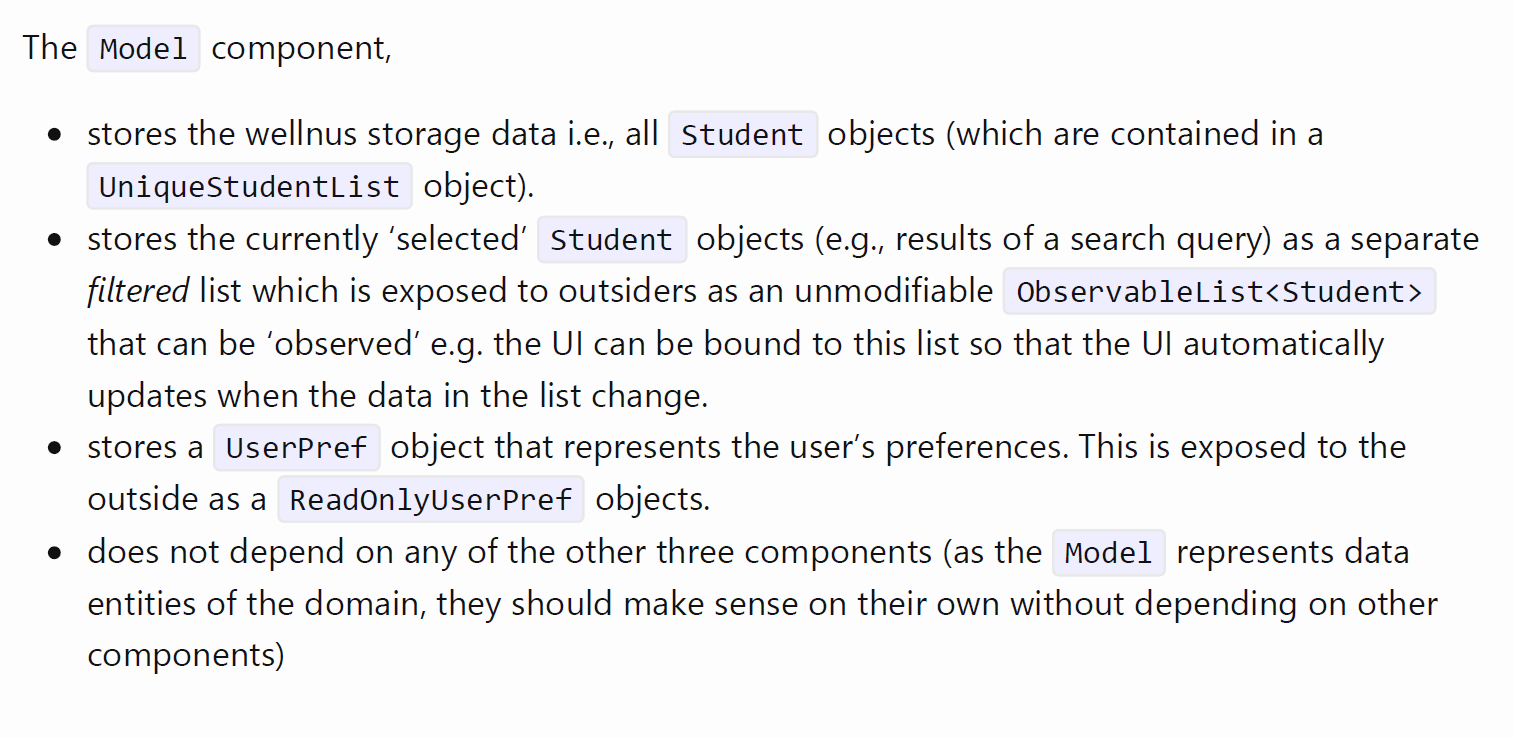 The Model component,
• stores the wellnus storage data i.e., all Student objects (which are contained in a
UniqueStudentList object).
• stores the currently ‘selected’ Student objects (e.g., results of a search query) as a separate
filtered list which is exposed to outsiders as an unmodifiable ObservableList<Student>
that can be ‘observed’ e.g. the UI can be bound to this list so that the UI automatically
updates when the data in the list change.
• stores a UserPref object that represents the user’s preferences. This is exposed to the
outside as a ReadOnlyUserPref objects.
• does not depend on any of the other three components (as the Model represents data
entities of the domain, they should make sense on their own without depending on other
components)